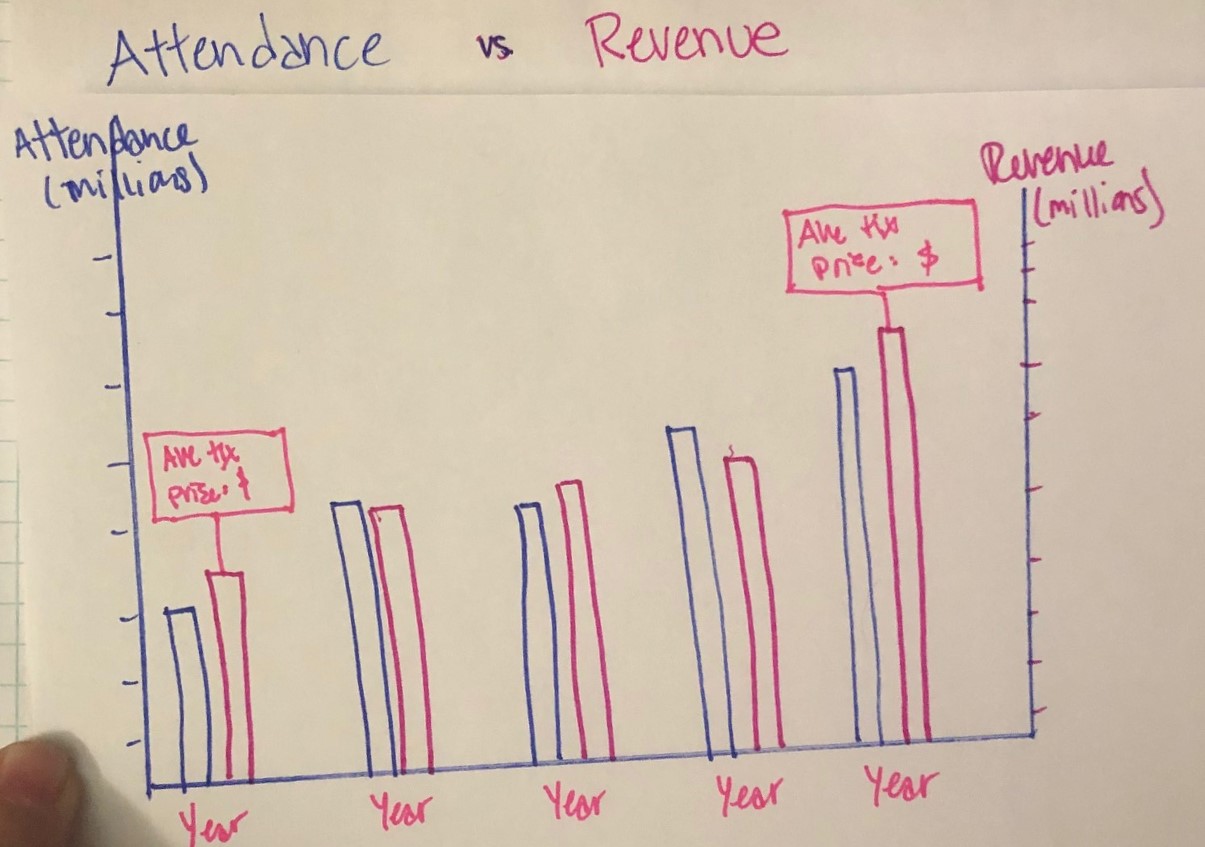 Attendance vs. Revenue
Attendance
(millions)
Revenue
(millions)
Ave tix
price: $
Ave tix
price: $
Year Year Year Year Year